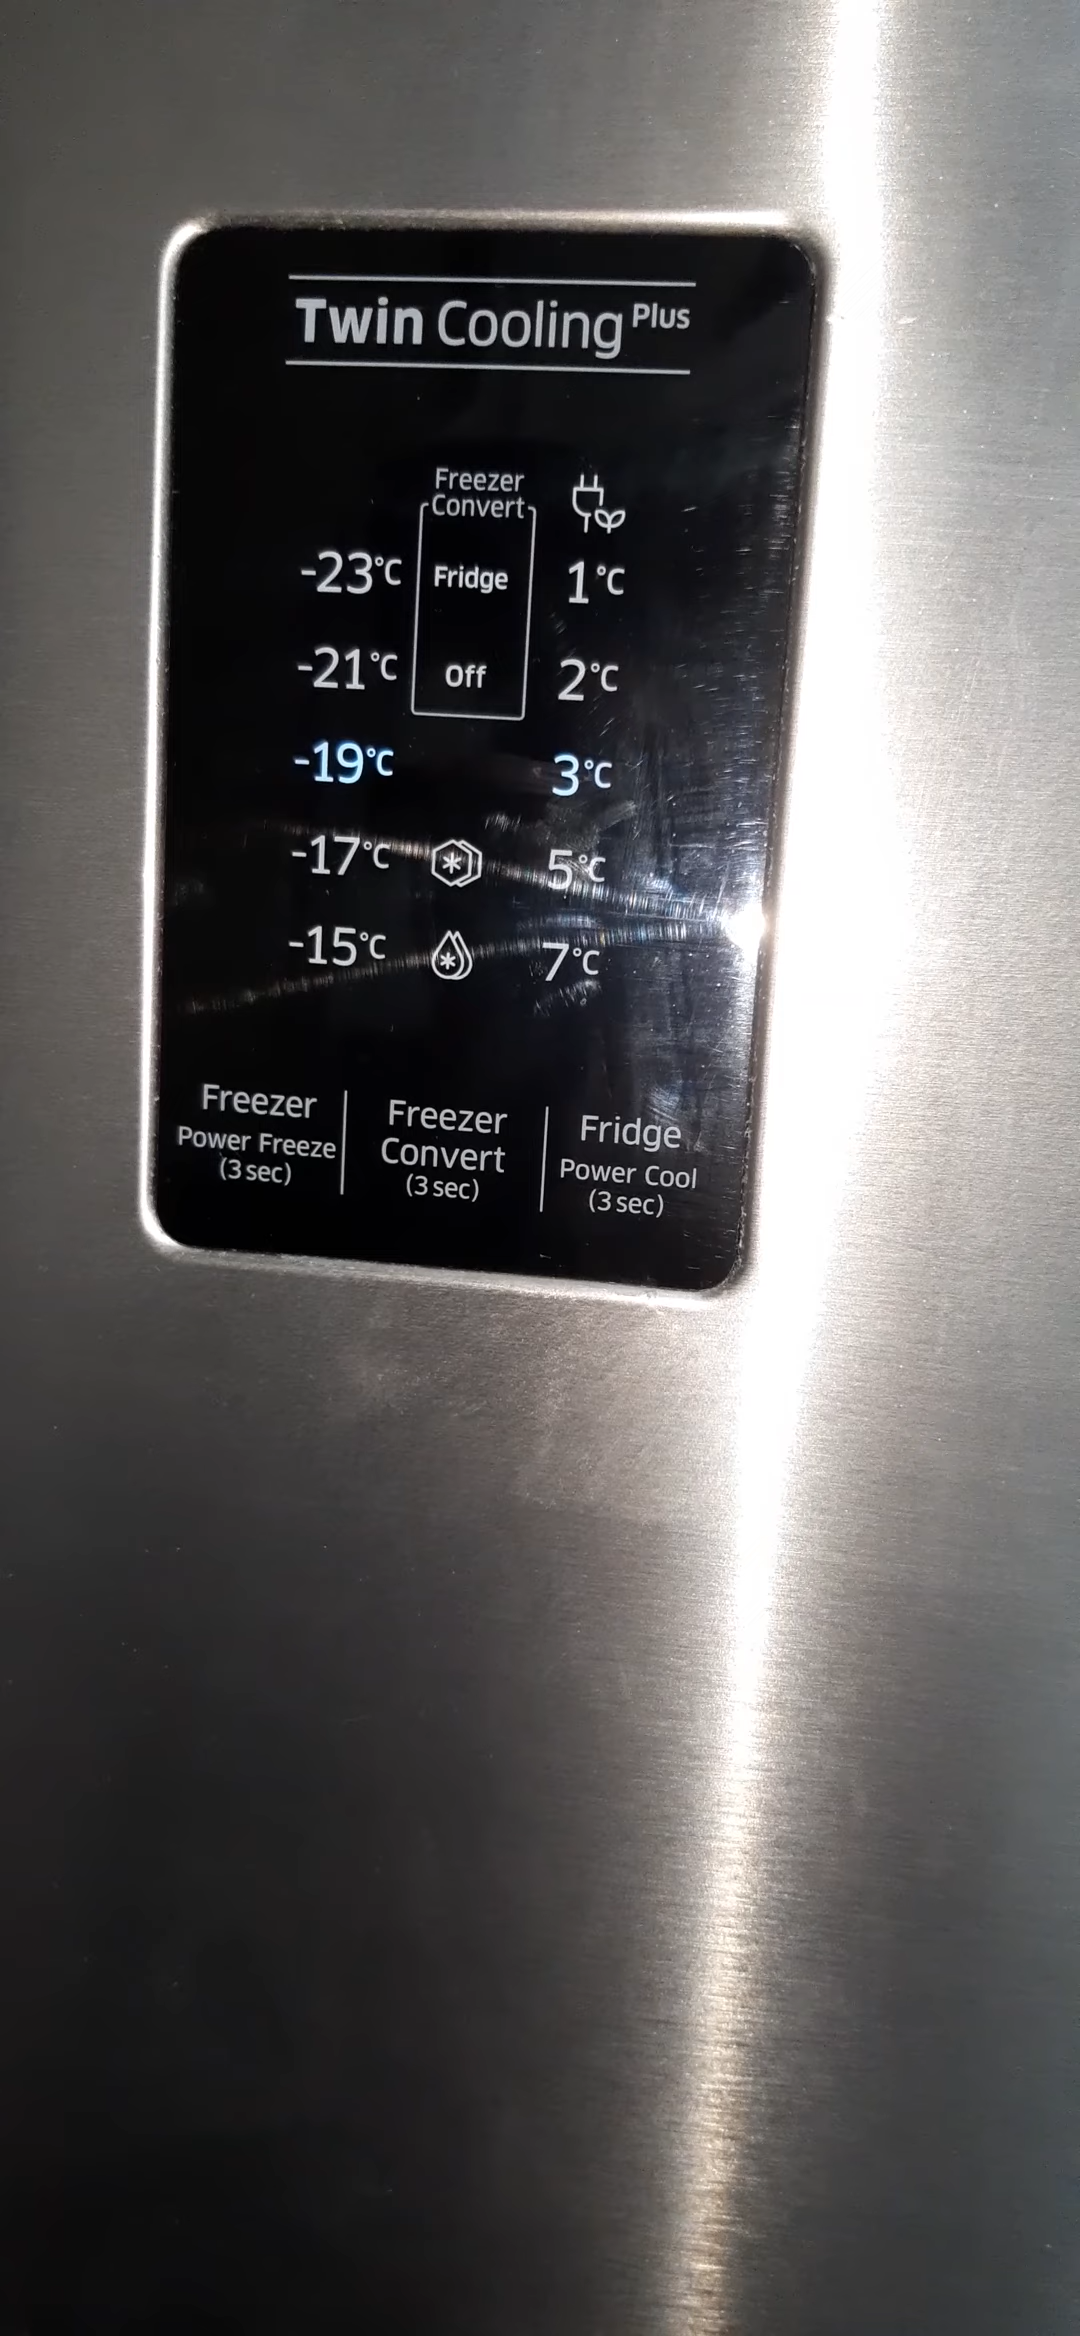 Twin Cooling Plus
Freezer
Convert
-23°C Fridge 1°C
-21°C Off 2°C
-19°C 3°C
-17°C 5°C
-15°C 7°C
Freezer
Power Freeze
(3 sec)
Freezer
Convert
(3 sec)
Fridge
Power Cool
(3 sec)